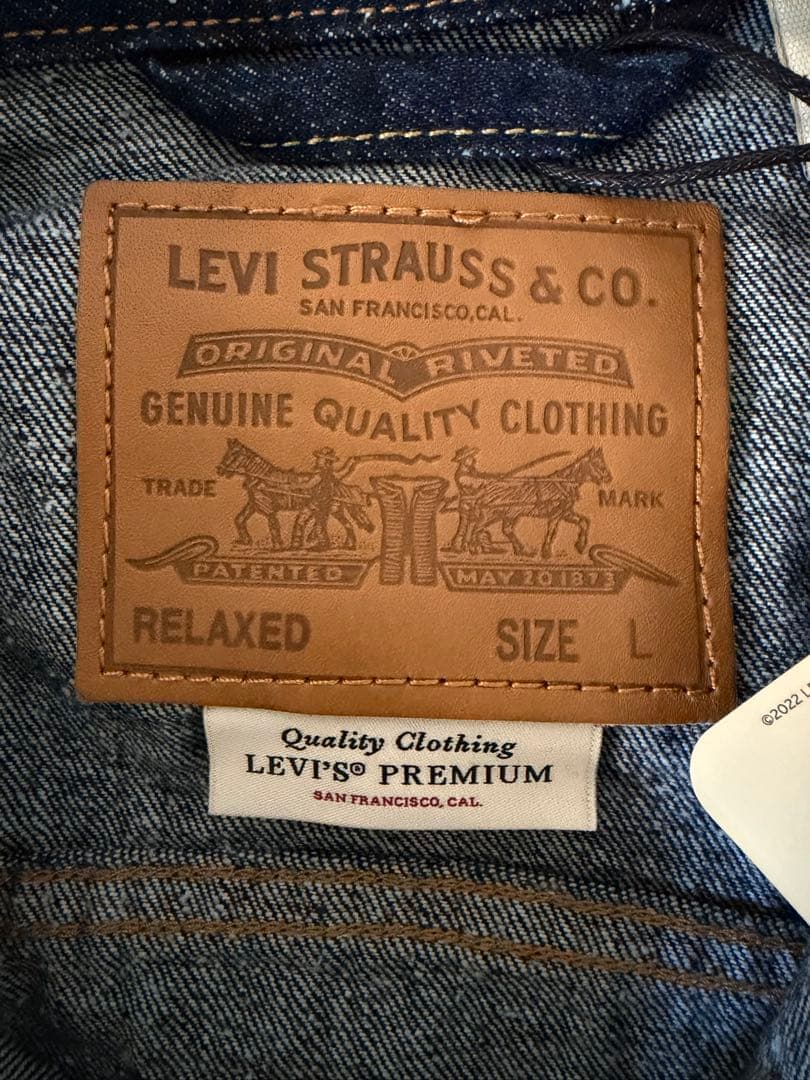 LEVI STRAUSS & CO.
SAN FRANCISCO, CAL.
ORIGINAL RIVETED
GENUINE QUALITY CLOTHING
TRADE MARK
PATENTED MAY 20 1873
RELAXED SIZE L
©2022 L
Quality Clothing
LEVI'S® PREMIUM
SAN FRANCISCO, CAL.